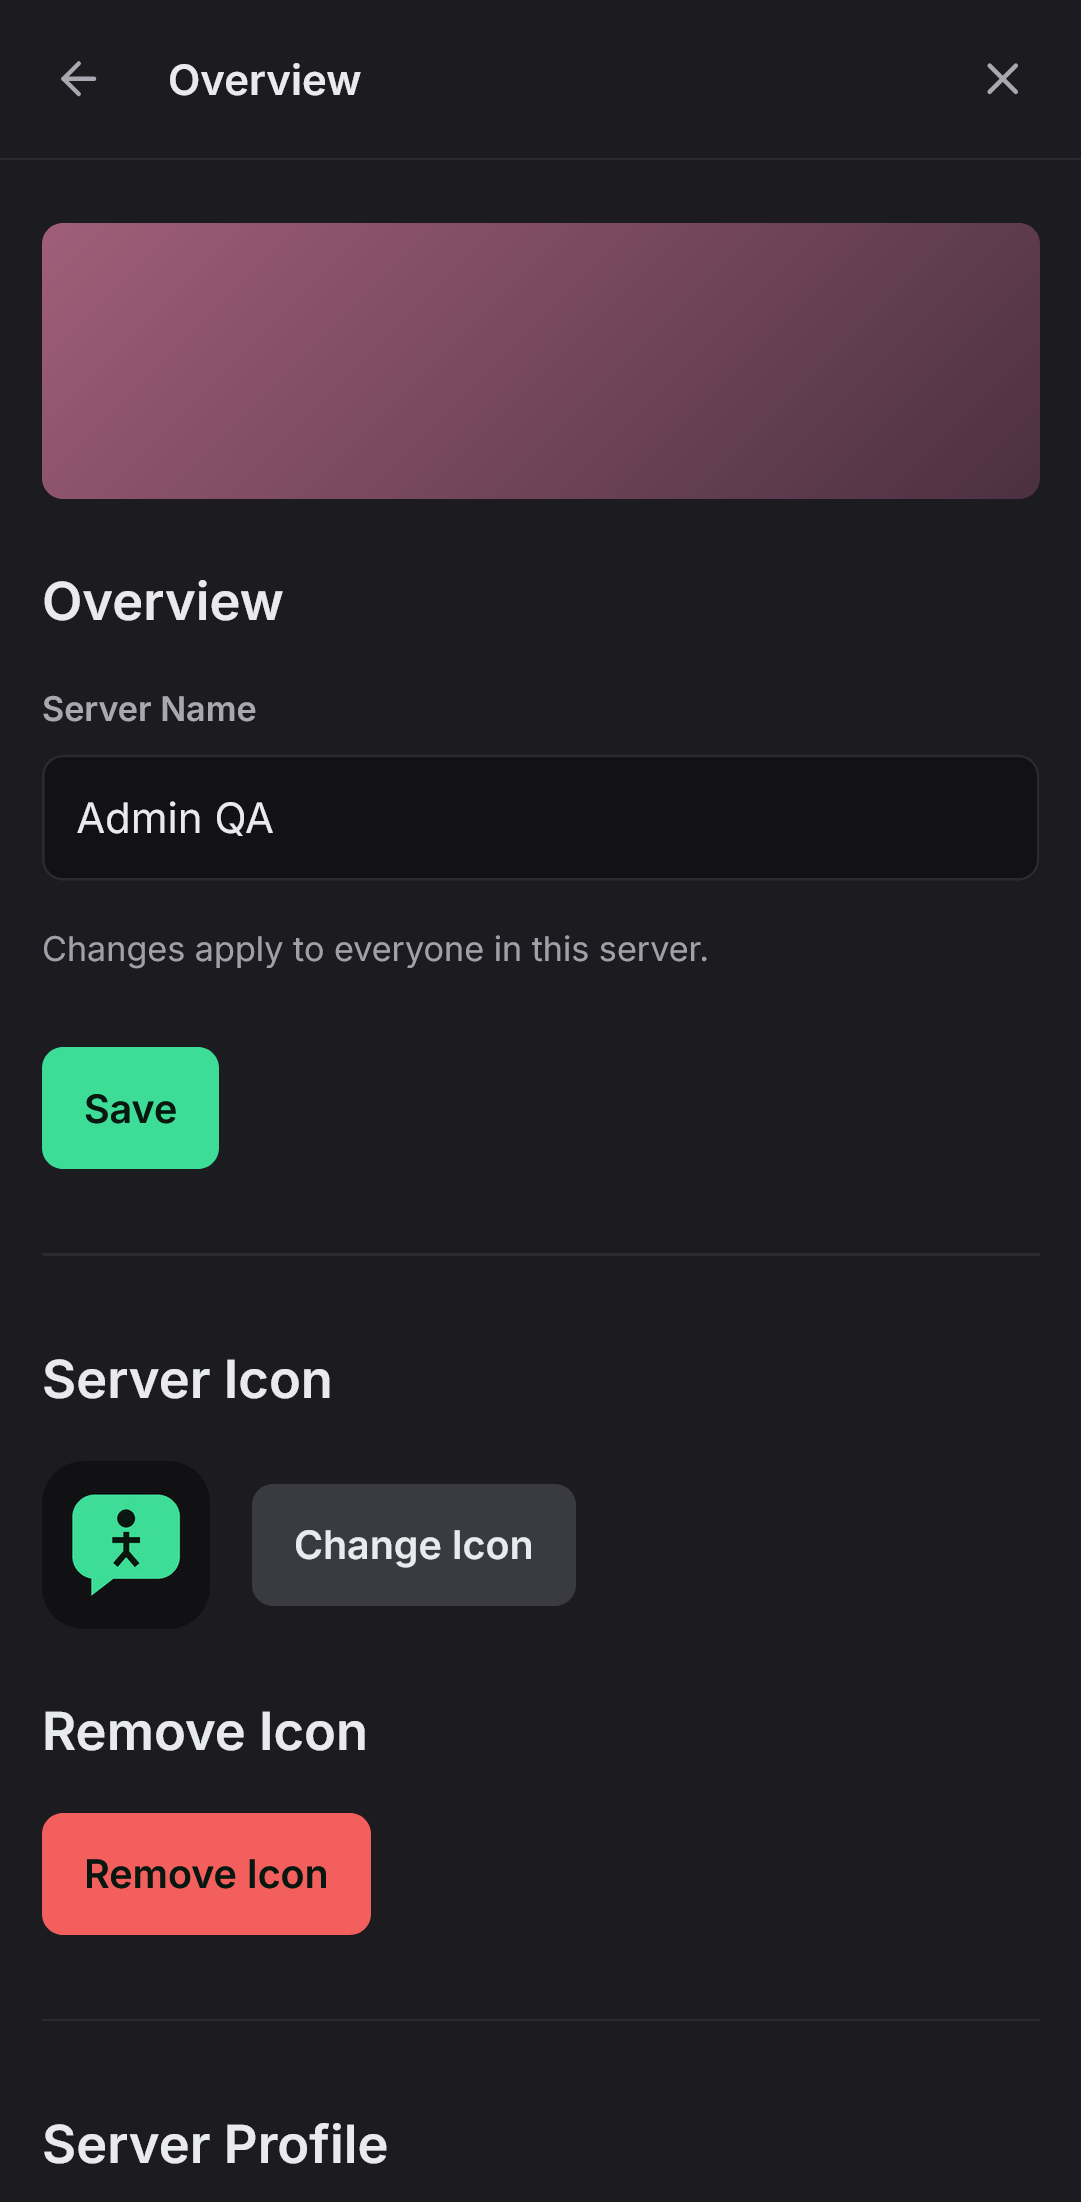 Overview
Overview
Server Name
Admin QA
Changes apply to everyone in this server.
Save
Server Icon
Change Icon
Remove Icon
Remove Icon
Server Profile